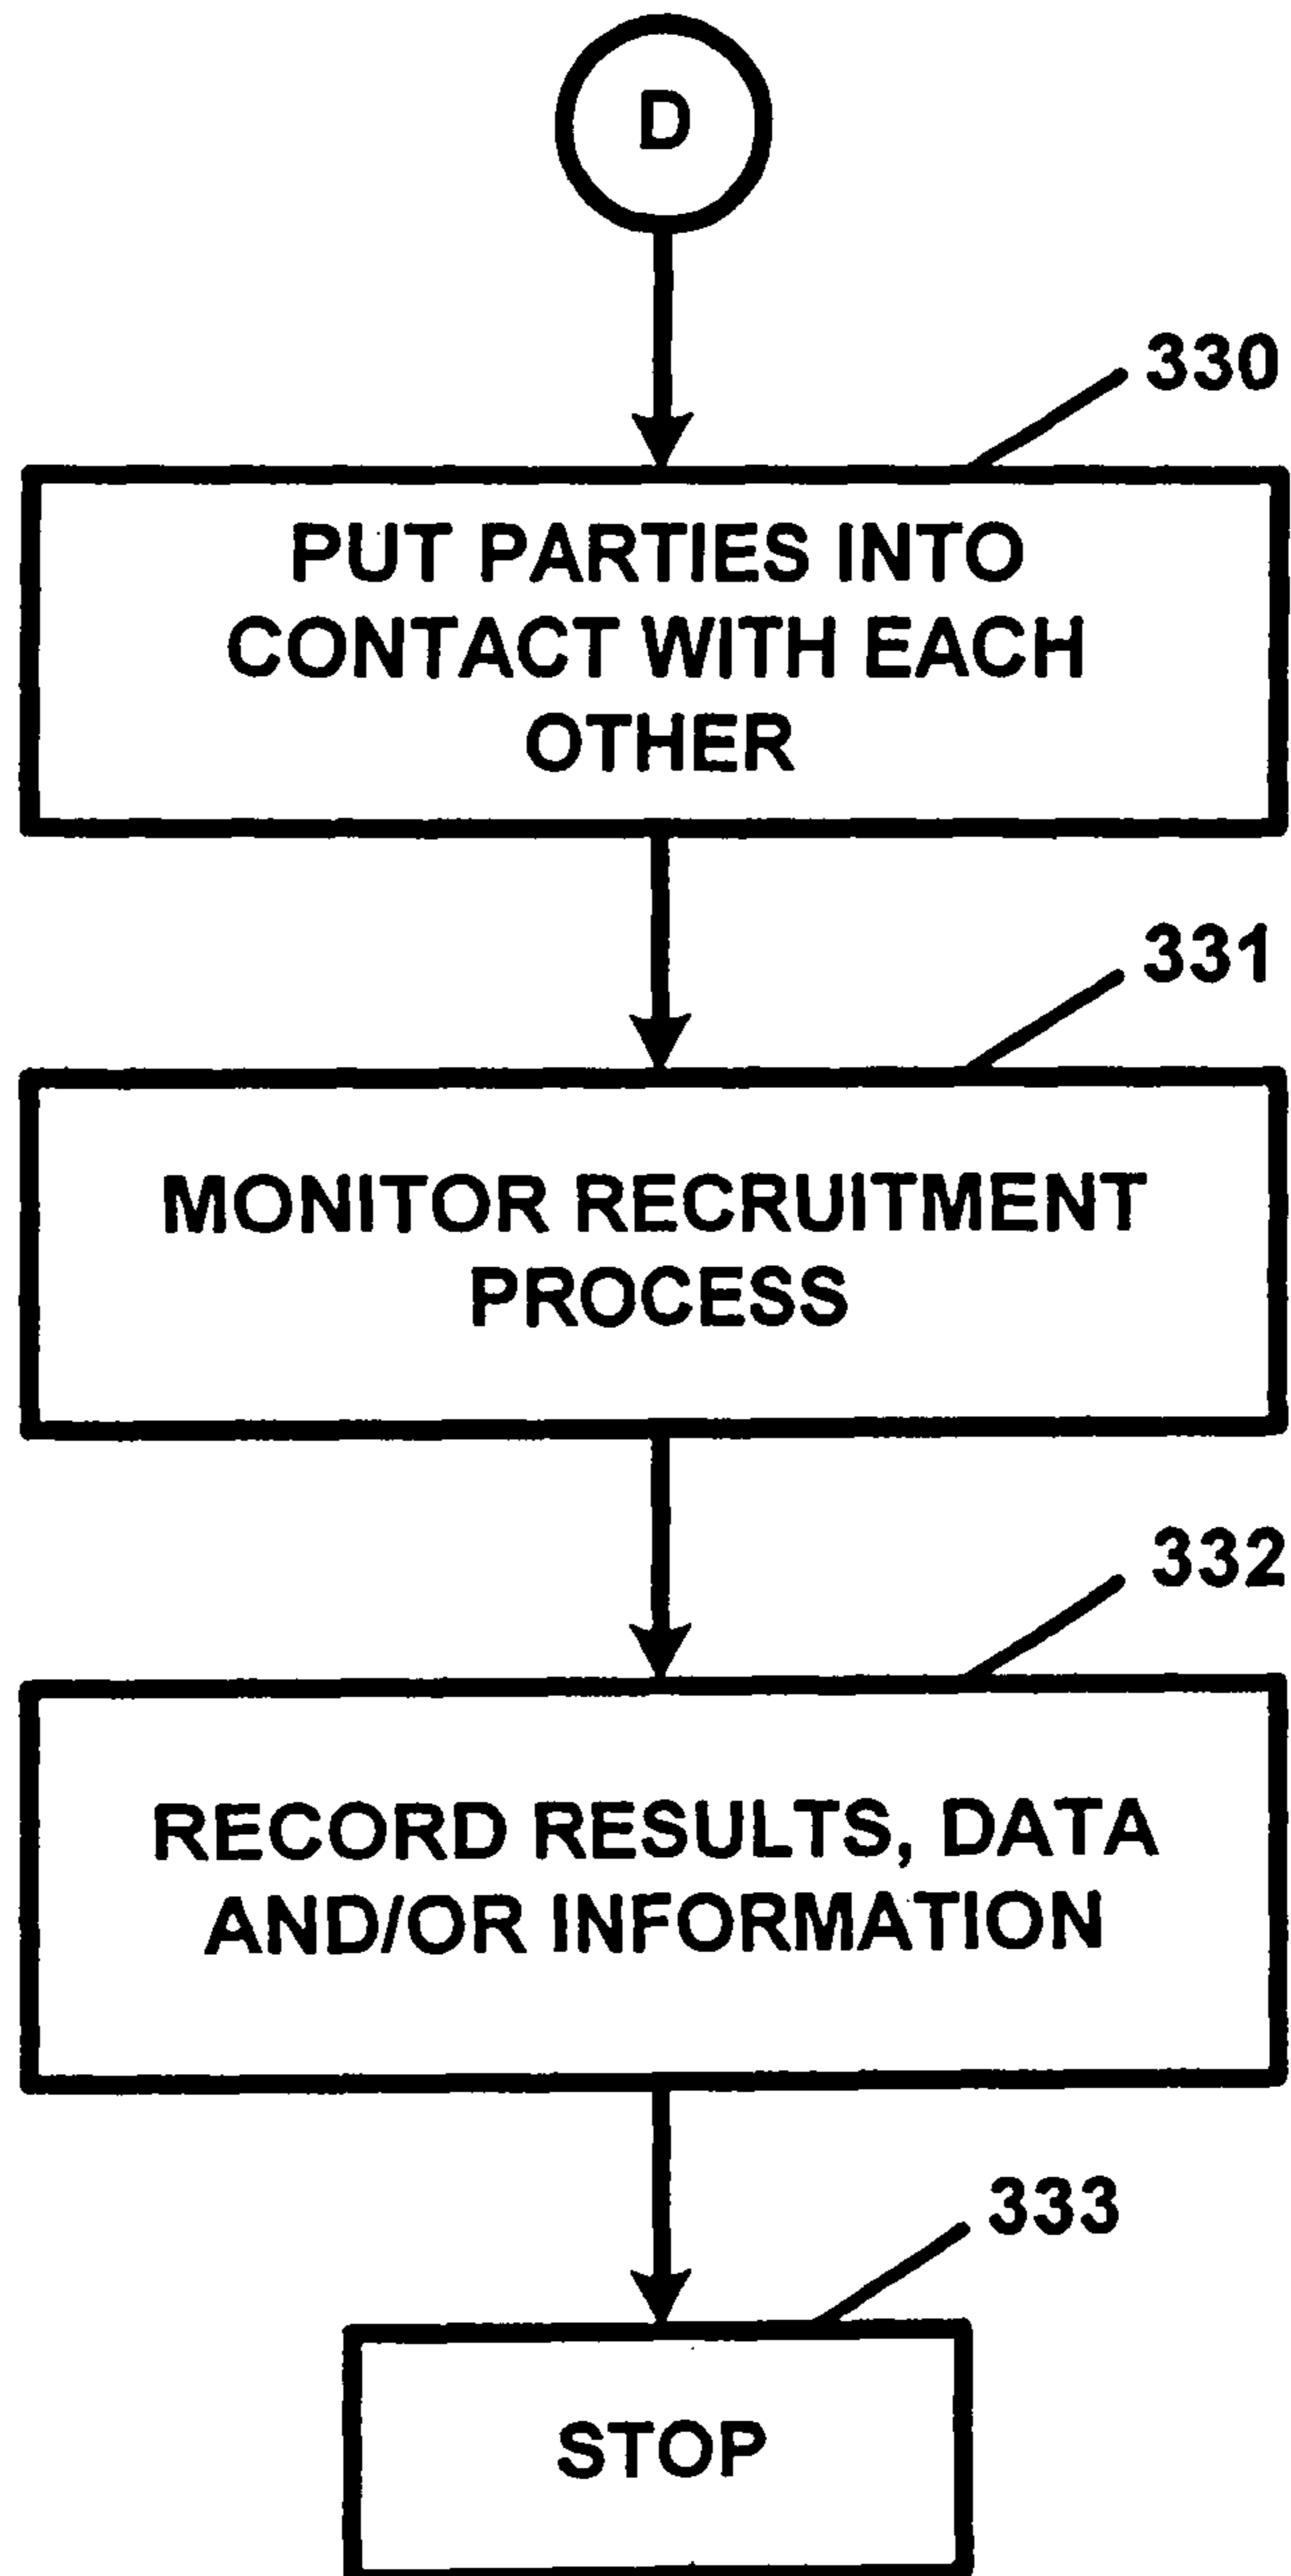 D
330
PUT PARTIES INTO
CONTACT WITH EACH
OTHER
331
MONITOR RECRUITMENT
PROCESS
332
RECORD RESULTS, DATA
AND/OR INFORMATION
333
STOP